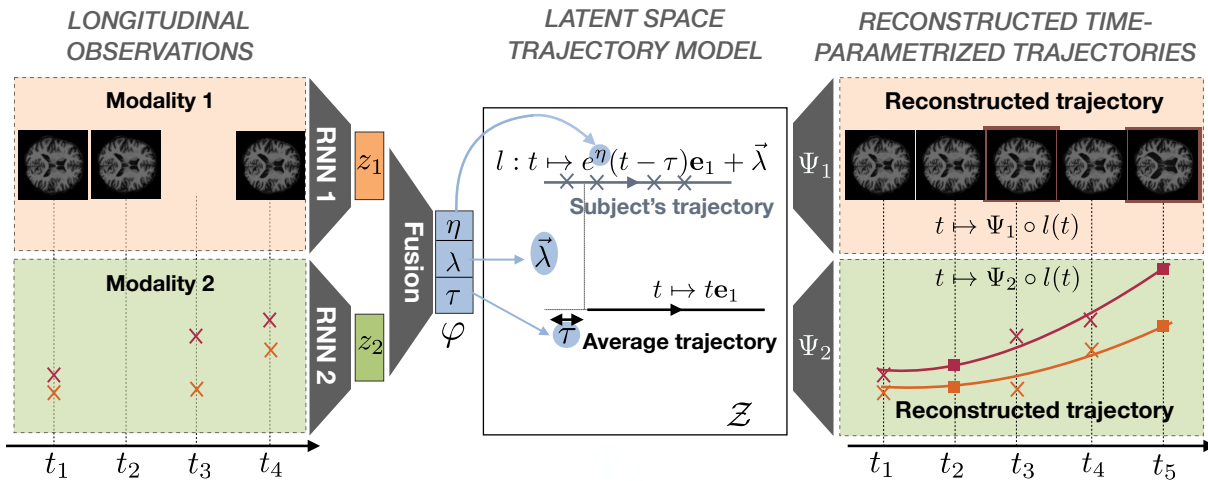 LONGITUDINAL
OBSERVATIONS
LATENT SPACE
TRAJECTORY MODEL
RECONSTRUCTED TIME-
PARAMETRIZED TRAJECTORIES
Modality 1
RNN 1
z₁
Modality 2
RNN 2
z₂
t₁ t₂ t₃ t₄
Fusion
η
λ
τ
φ
l : t ↦ e^η(t − τ)e₁ + λ⃗
Subject's trajectory
λ⃗
t ↦ te₁
τ
Average trajectory
𝒵
Ψ₁
Reconstructed trajectory
t ↦ Ψ₁ ∘ l(t)
Ψ₂
t ↦ Ψ₂ ∘ l(t)
Reconstructed trajectory
t₁ t₂ t₃ t₄ t₅